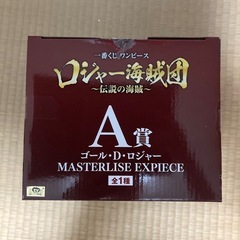 一番くじ ワンピース
ロジャー海賊団
～伝説の海賊～
A賞
ゴール・D・ロジャー
MASTERLISE EXPIECE
全1種